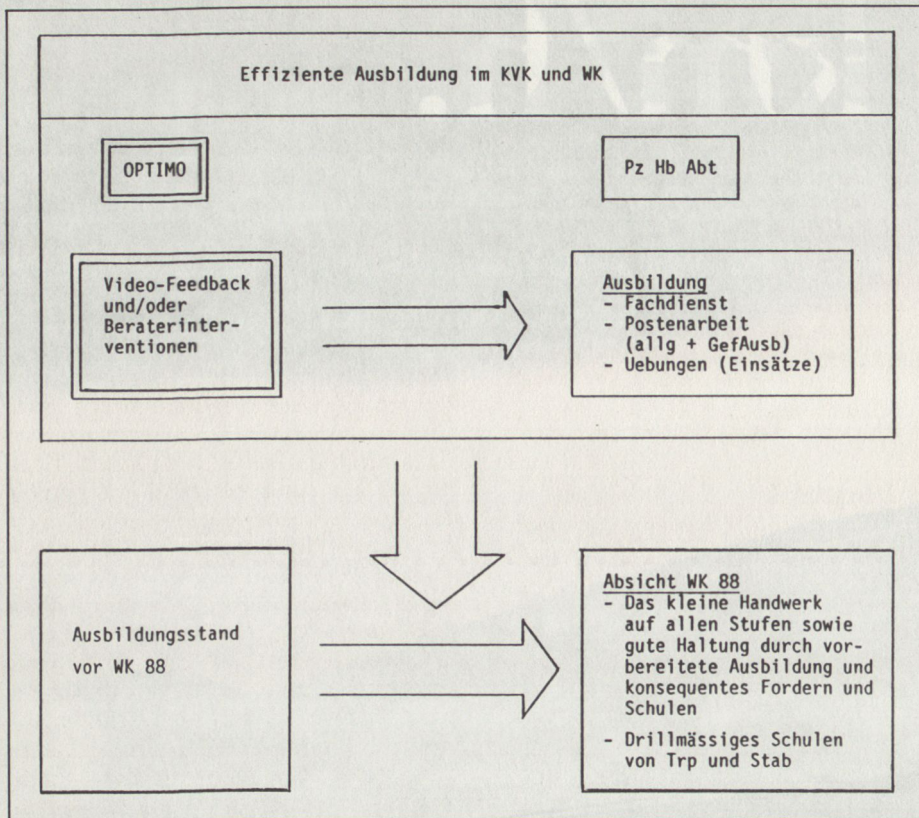 Effiziente Ausbildung im KVK und WK
OPTIMO
Pz Hb Abt
Video-Feedback
und/oder
Beraterinter-
ventionen
Ausbildung
- Fachdienst
- Postenarbeit
(allg + GefAusb)
- Uebungen (Einsätze)
Ausbildungsstand
vor WK 88
Absicht WK 88
- Das kleine Handwerk
auf allen Stufen sowie
gute Haltung durch vor-
bereitete Ausbildung und
konsequentes Fordern und
Schulen
- Drillmässiges Schulen
von Trp und Stab